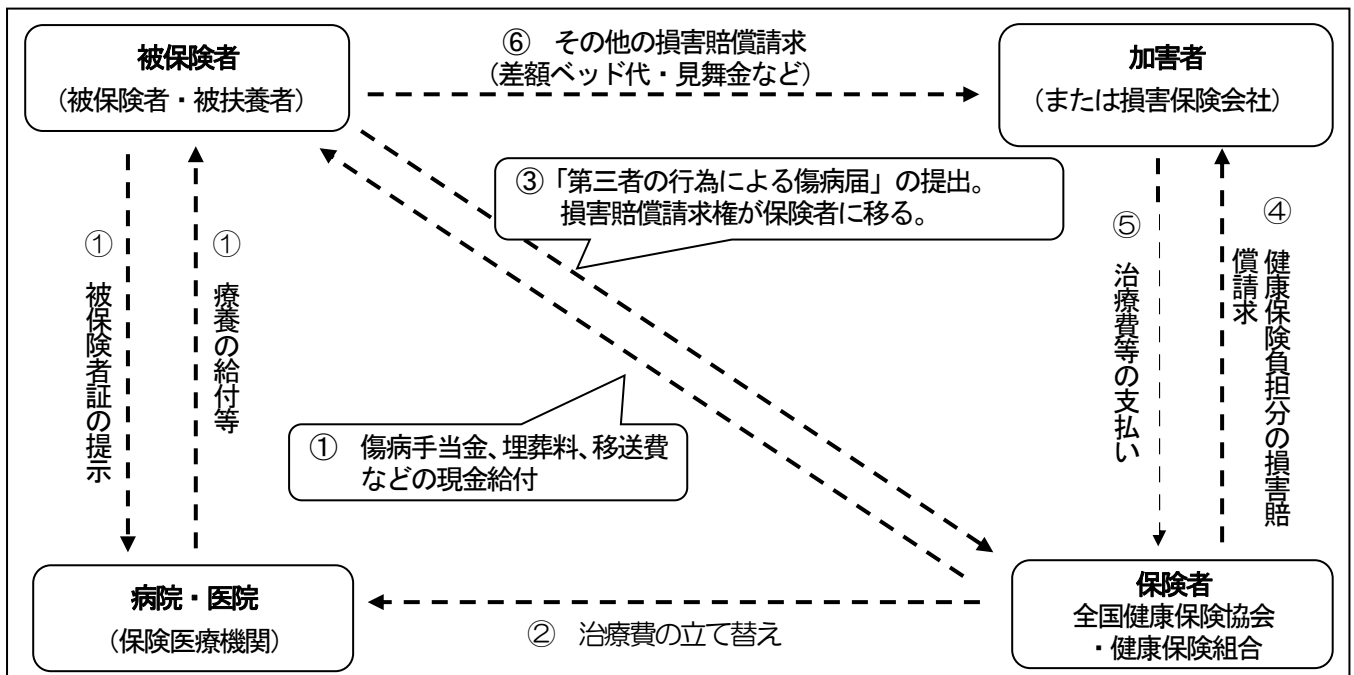 被保険者
（被保険者・被扶養者）
⑥　その他の損害賠償請求
（差額ベッド代・見舞金など）
加害者
（または損害保険会社）
③「第三者の行為による傷病届」の提出。
損害賠償請求権が保険者に移る。
①　被保険者証の提示
①　療養の給付等
⑤　治療費等の支払い
④　健康保険負担分の損害賠
償請求
①　傷病手当金、埋葬料、移送費
などの現金給付
病院・医院
（保険医療機関）
②　治療費の立て替え
保険者
全国健康保険協会
・健康保険組合